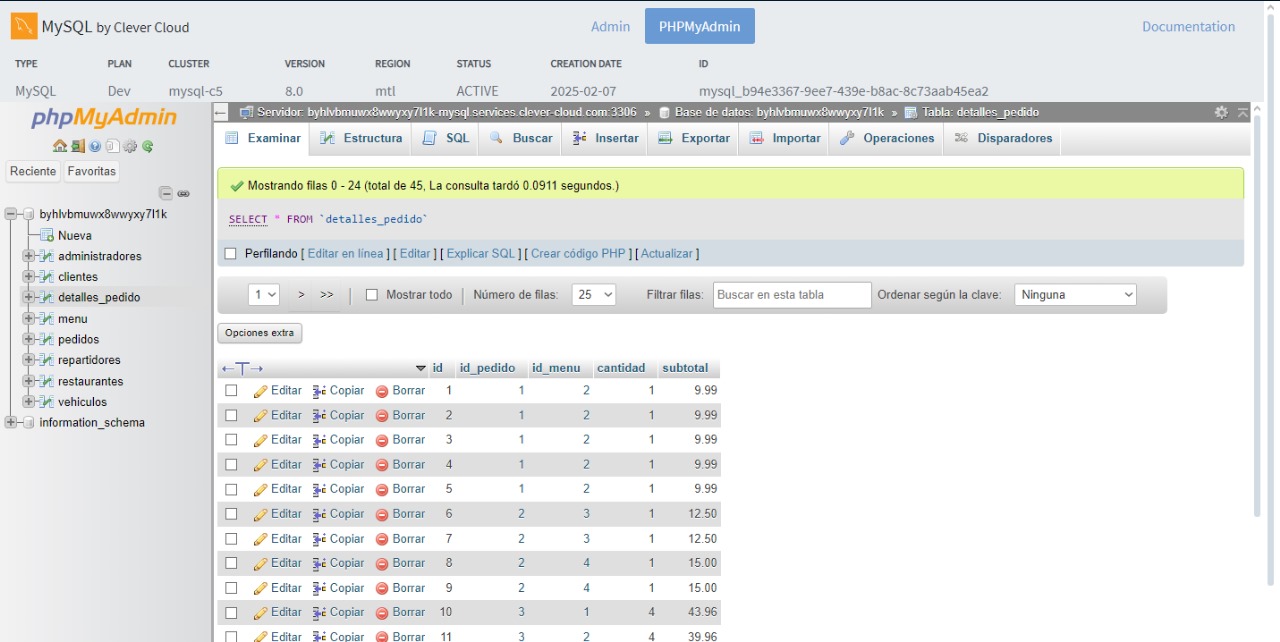 MySQL by Clever Cloud
Admin
PHPMyAdmin
Documentation
TYPE PLAN CLUSTER VERSION REGION STATUS CREATION DATE ID
MySQL Dev mysql-c5 8.0 mtl ACTIVE 2025-02-07 mysql_b94e3367-9ee7-439e-b8ac-8c73aab45ea2
phpMyAdmin
Reciente Favoritas
byhlvbmuwx8wwyxy7l1k
Nueva
administradores
clientes
detalles_pedido
menu
pedidos
repartidores
restaurantes
vehiculos
information_schema
Servidor: byhlvbmuwx8wwyxy7l1k-mysql.services.clever-cloud.com:3306 » Base de datos: byhlvbmuwx8wwyxy7l1k » Tabla: detalles_pedido
Examinar Estructura SQL Buscar Insertar Exportar Importar Operaciones Disparadores
Mostrando filas 0 - 24 (total de 45, La consulta tardó 0.0911 segundos.)
SELECT * FROM `detalles_pedido`
Perfilando [ Editar en línea ] [ Editar ] [ Explicar SQL ] [ Crear código PHP ] [ Actualizar ]
1 > >> | Mostrar todo | Número de filas: 25 Filtrar filas: Buscar en esta tabla Ordenar según la clave: Ninguna
Opciones extra
←T→ id id_pedido id_menu cantidad subtotal
Editar Copiar Borrar 1 1 2 1 9.99
Editar Copiar Borrar 2 1 2 1 9.99
Editar Copiar Borrar 3 1 2 1 9.99
Editar Copiar Borrar 4 1 2 1 9.99
Editar Copiar Borrar 5 1 2 1 9.99
Editar Copiar Borrar 6 2 3 1 12.50
Editar Copiar Borrar 7 2 3 1 12.50
Editar Copiar Borrar 8 2 4 1 15.00
Editar Copiar Borrar 9 2 4 1 15.00
Editar Copiar Borrar 10 3 1 4 43.96
Editar Copiar Borrar 11 3 2 4 39.96